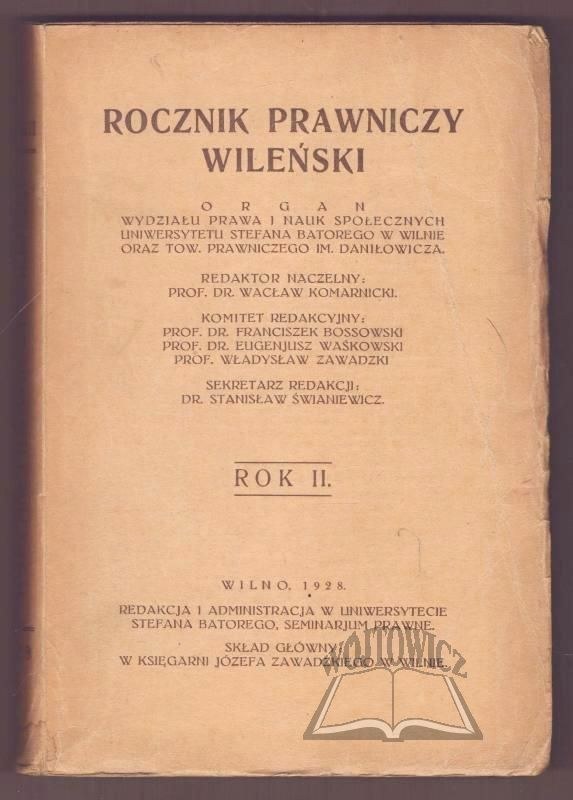 ROCZNIK PRAWNICZY
WILEŃSKI
ORGAN
WYDZIAŁU PRAWA I NAUK SPOŁECZNYCH
UNIWERSYTETU STEFANA BATOREGO W WILNIE
ORAZ TOW. PRAWNICZEGO IM. DANIŁOWICZA.
REDAKTOR NACZELNY:
PROF. DR. WACŁAW KOMARNICKI.
KOMITET REDAKCYJNY:
PROF. DR. FRANCISZEK BOSSOWSKI
PROF. DR. EUGENJUSZ WAŚKOWSKI
PROF. WŁADYSŁAW ZAWADZKI
SEKRETARZ REDAKCJI:
DR. STANISŁAW ŚWIANIEWICZ.
ROK II.
WILNO, 1928.
REDAKCJA I ADMINISTRACJA W UNIWERSYTECIE
STEFANA BATOREGO, SEMINARJUM PRAWNE.
SKŁAD GŁÓWNY:
W KSIĘGARNI JÓZEFA ZAWADZKIEGO W WILNIE.
WÓJTOWICZ